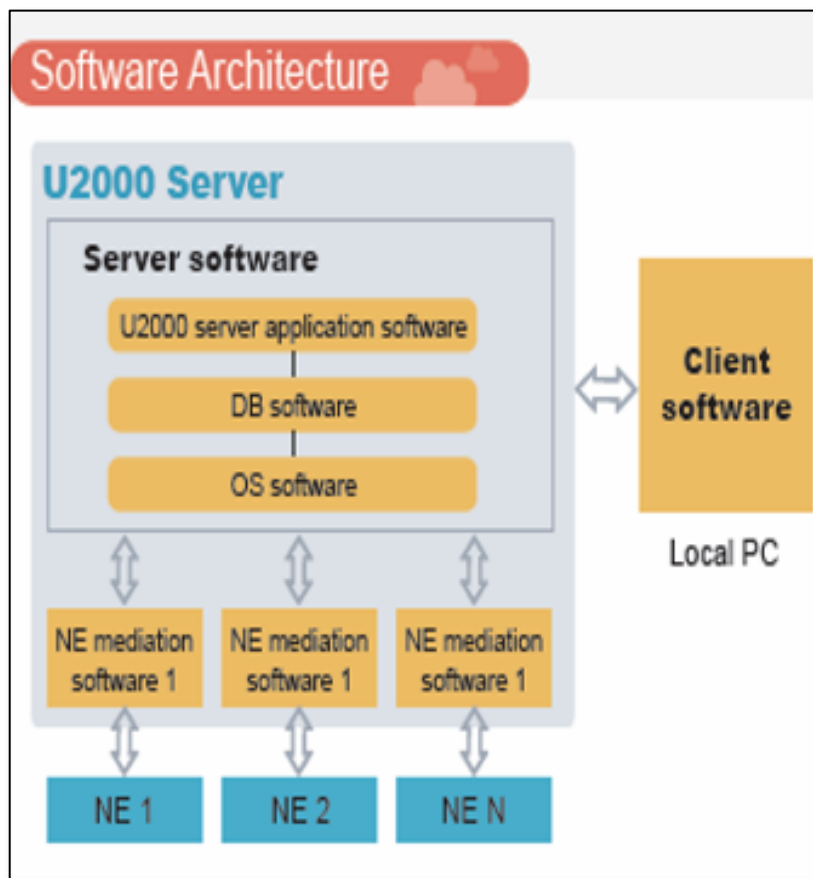 Software Architecture
U2000 Server
Server software
U2000 server application software
DB software
OS software
Client
software
Local PC
NE mediation
software 1
NE mediation
software 1
NE mediation
software 1
NE 1
NE 2
NE N